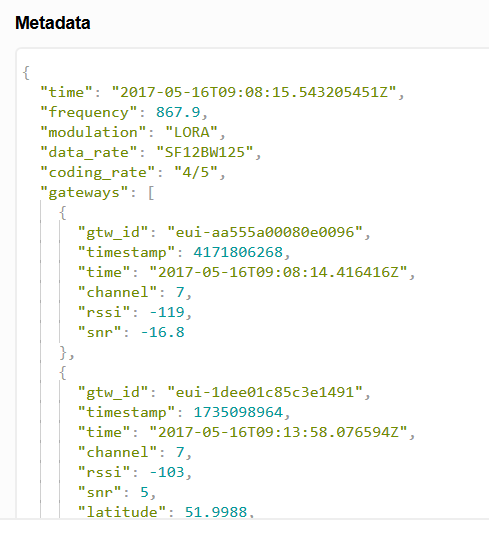 Metadata
{
"time": "2017-05-16T09:08:15.543205451Z",
"frequency": 867.9,
"modulation": "LORA",
"data_rate": "SF12BW125",
"coding_rate": "4/5",
"gateways": [
{
"gtw_id": "eui-aa555a00080e0096",
"timestamp": 4171806268,
"time": "2017-05-16T09:08:14.416416Z",
"channel": 7,
"rssi": -119,
"snr": -16.8
},
{
"gtw_id": "eui-1dee01c85c3e1491",
"timestamp": 1735098964,
"time": "2017-05-16T09:13:58.076594Z",
"channel": 7,
"rssi": -103,
"snr": 5,
"latitude": 51.9988,